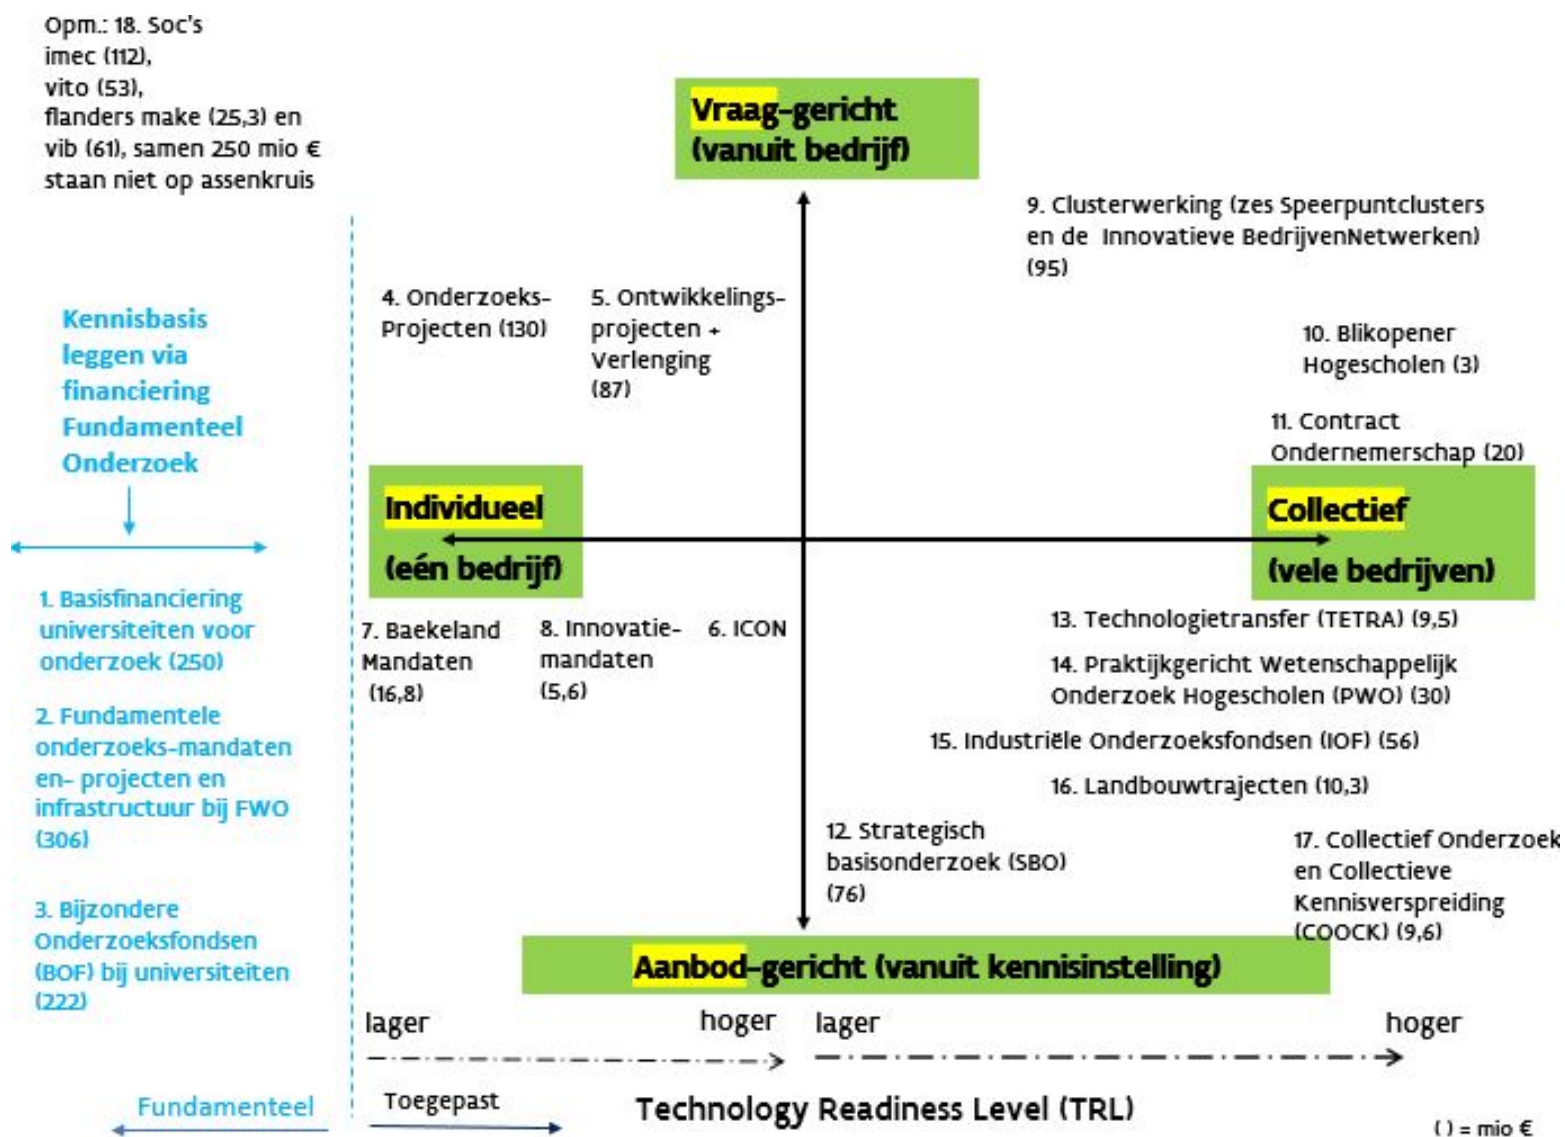 Opm.: 18. Soc's
imec (112),
vito (53),
flanders make (25,3) en
vib (61), samen 250 mio €
staan niet op assenkruis
Vraag-gericht
(vanuit bedrijf)
9. Clusterwerking (zes Speerpuntclusters
en de Innovatieve BedrijvenNetwerken)
(95)
4. Onderzoeks-
Projecten (130)
5. Ontwikkelings-
projecten +
Verlenging
(87)
10. Blikopener
Hogescholen (3)
11. Contract
Ondernemerschap (20)
Kennisbasis
leggen via
financiering
Fundamenteel
Onderzoek
Individueel
(eén bedrijf)
Collectief
(vele bedrijven)
1. Basisfinanciering
universiteiten voor
onderzoek (250)
2. Fundamentele
onderzoeks-mandaten
en- projecten en
infrastructuur bij FWO
(306)
3. Bijzondere
Onderzoeksfondsen
(BOF) bij universiteiten
(222)
7. Baekeland
Mandaten
(16,8)
8. Innovatie-
mandaten
(5,6)
6. ICON
13. Technologietransfer (TETRA) (9,5)
14. Praktijkgericht Wetenschappelijk
Onderzoek Hogescholen (PWO) (30)
15. Industriële Onderzoeksfondsen (IOF) (56)
16. Landbouwtrajecten (10,3)
12. Strategisch
basisonderzoek (SBO)
(76)
17. Collectief Onderzoek
en Collectieve
Kennisverspreiding
(COOCK) (9,6)
Aanbod-gericht (vanuit kennisinstelling)
lager
hoger
lager
hoger
Fundamenteel
Toegepast
Technology Readiness Level (TRL)
( ) = mio €